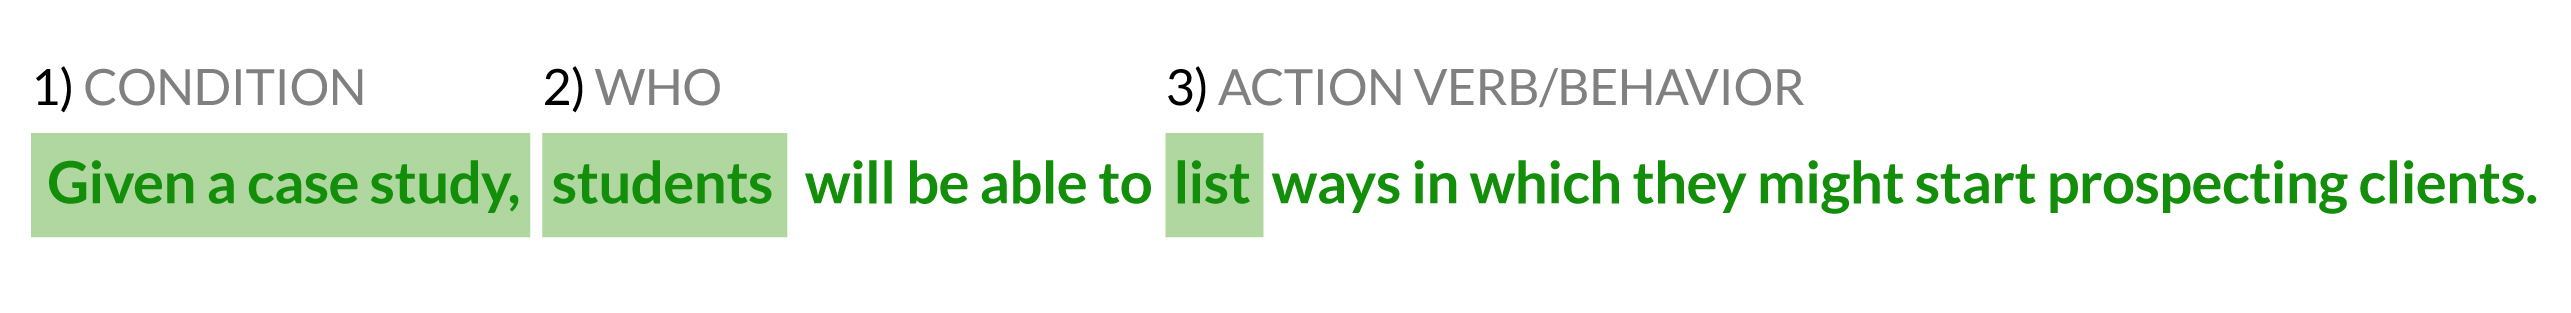 1) CONDITION 2) WHO 3) ACTION VERB/BEHAVIOR
Given a case study, students will be able to list ways in which they might start prospecting clients.